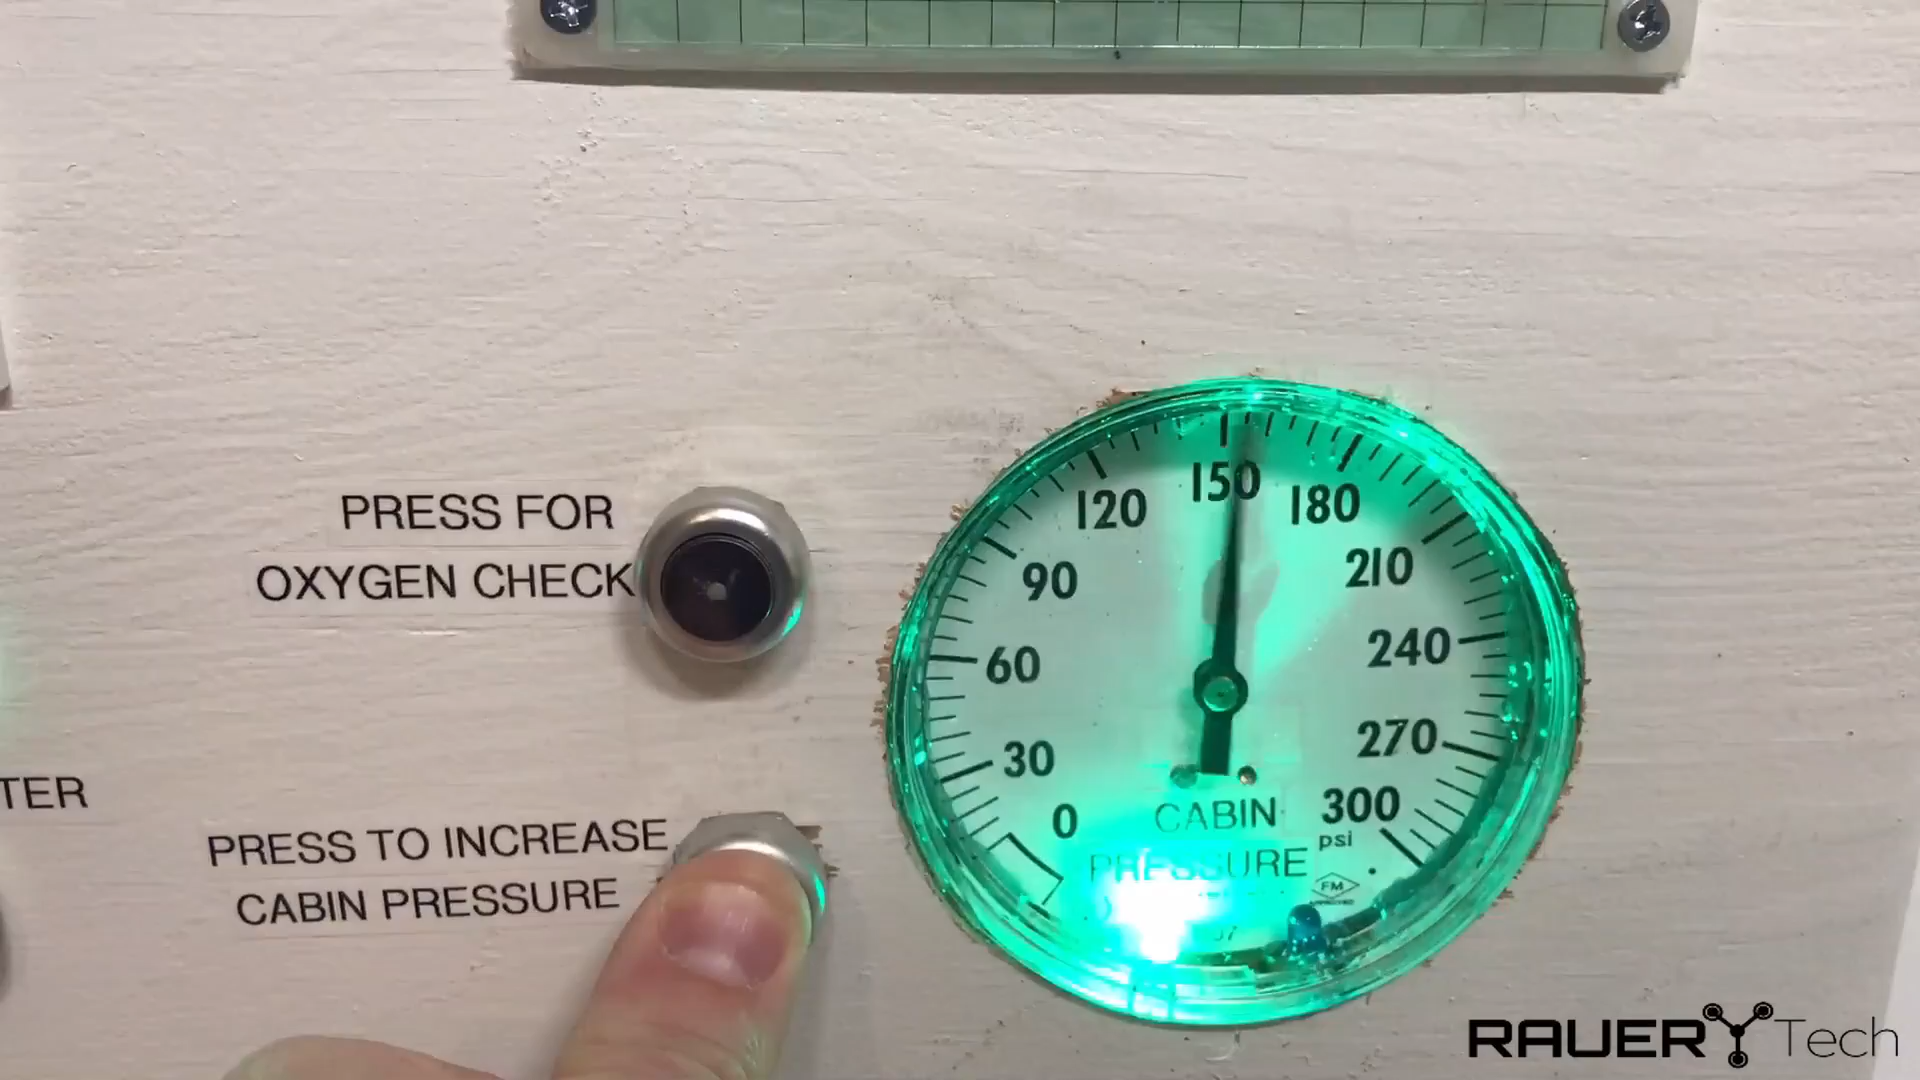 PRESS FOR
OXYGEN CHECK
TER
PRESS TO INCREASE
CABIN PRESSURE
0
30
60
90
120
150
180
210
240
270
300
psi
CABIN
PRESSURE
FM
APPROVED
RAUER Tech